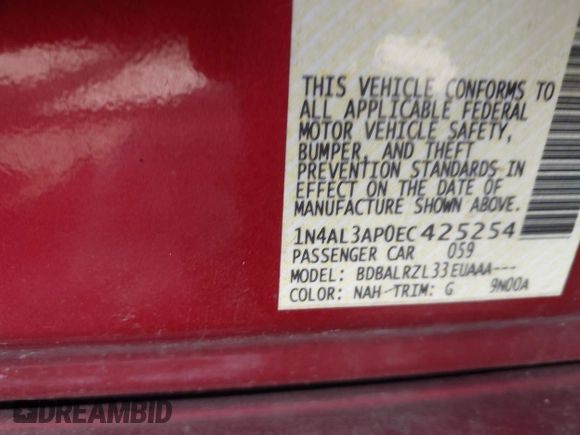 THIS VEHICLE CONFORMS TO
ALL APPLICABLE FEDERAL
MOTOR VEHICLE SAFETY,
BUMPER, AND THEFT
PREVENTION STANDARDS IN
EFFECT ON THE DATE OF
MANUFACTURE SHOWN ABOVE.
1N4AL3AP0EC425254
PASSENGER CAR 059
MODEL: BDBALRZL33EUAAA---
COLOR: NAH-TRIM: G 9N00A
DREAMBID